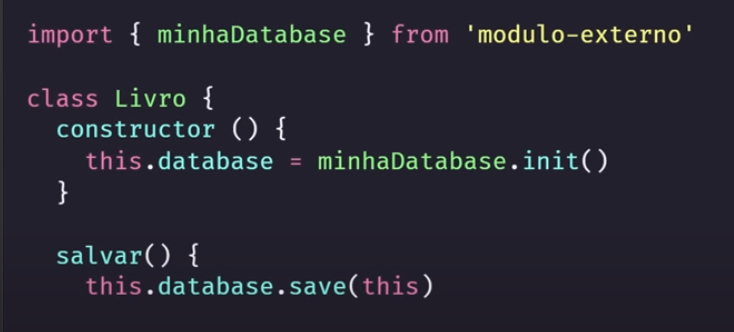 import { minhaDatabase } from 'modulo-externo'
class Livro {
constructor () {
this.database = minhaDatabase.init()
}
salvar() {
this.database.save(this)